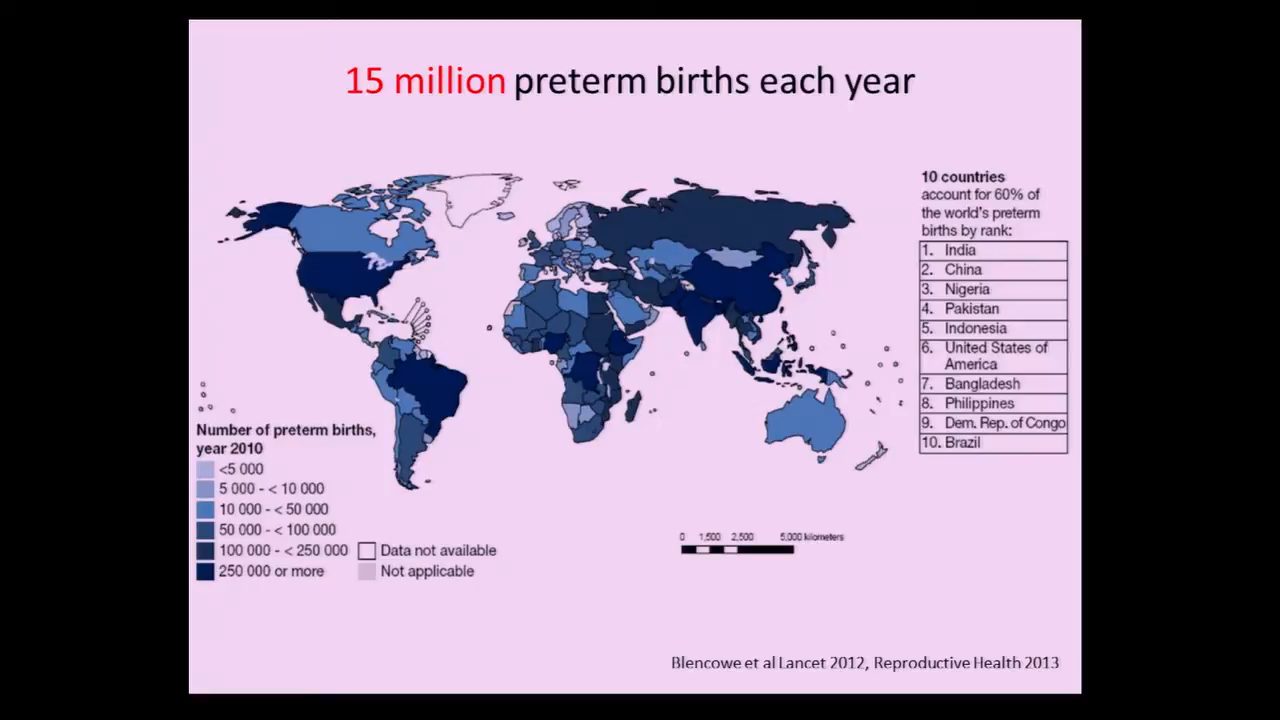 15 million preterm births each year
10 countries
account for 60% of
the world's preterm
births by rank:
1. India
2. China
3. Nigeria
4. Pakistan
5. Indonesia
6. United States of
America
7. Bangladesh
8. Philippines
9. Dem. Rep. of Congo
10. Brazil
Number of preterm births,
year 2010
<5 000
5 000 - < 10 000
10 000 - < 50 000
50 000 - < 100 000
100 000 - < 250 000
250 000 or more
Data not available
Not applicable
0 1,500 2,500 5,000 kilometers
Blencowe et al Lancet 2012, Reproductive Health 2013